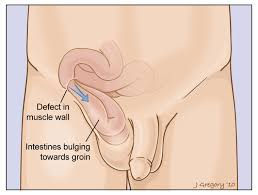 Defect in
muscle wall
Intestines bulging
towards groin
J Gregory '10